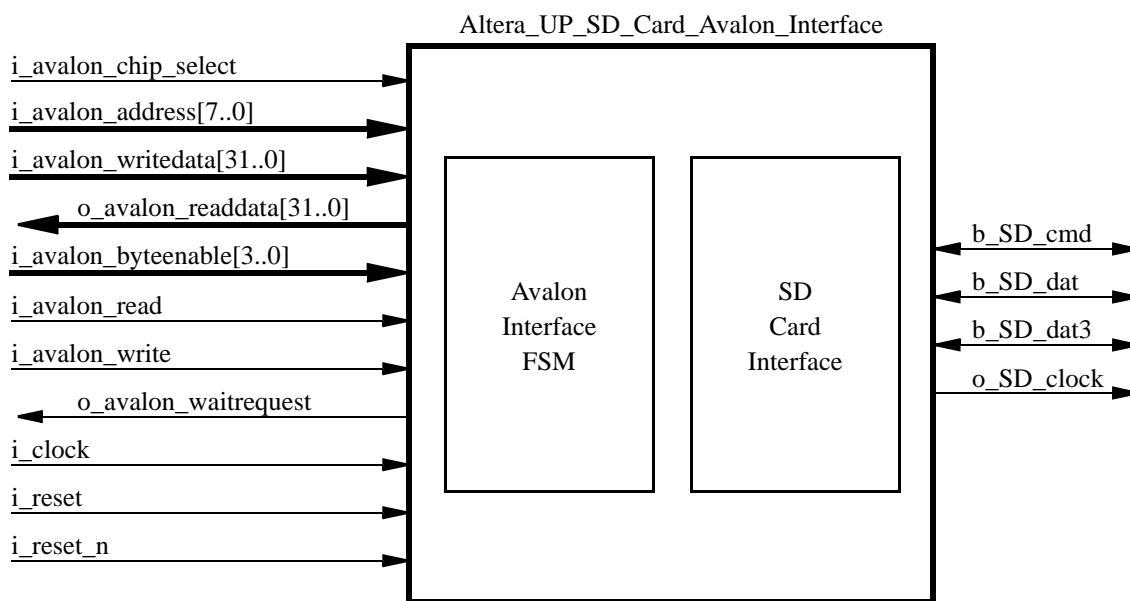 Altera_UP_SD_Card_Avalon_Interface
i_avalon_chip_select
i_avalon_address[7..0]
i_avalon_writedata[31..0]
o_avalon_readdata[31..0]
i_avalon_byteenable[3..0]
i_avalon_read
i_avalon_write
o_avalon_waitrequest
i_clock
i_reset
i_reset_n
Avalon
Interface
FSM
SD
Card
Interface
b_SD_cmd
b_SD_dat
b_SD_dat3
o_SD_clock